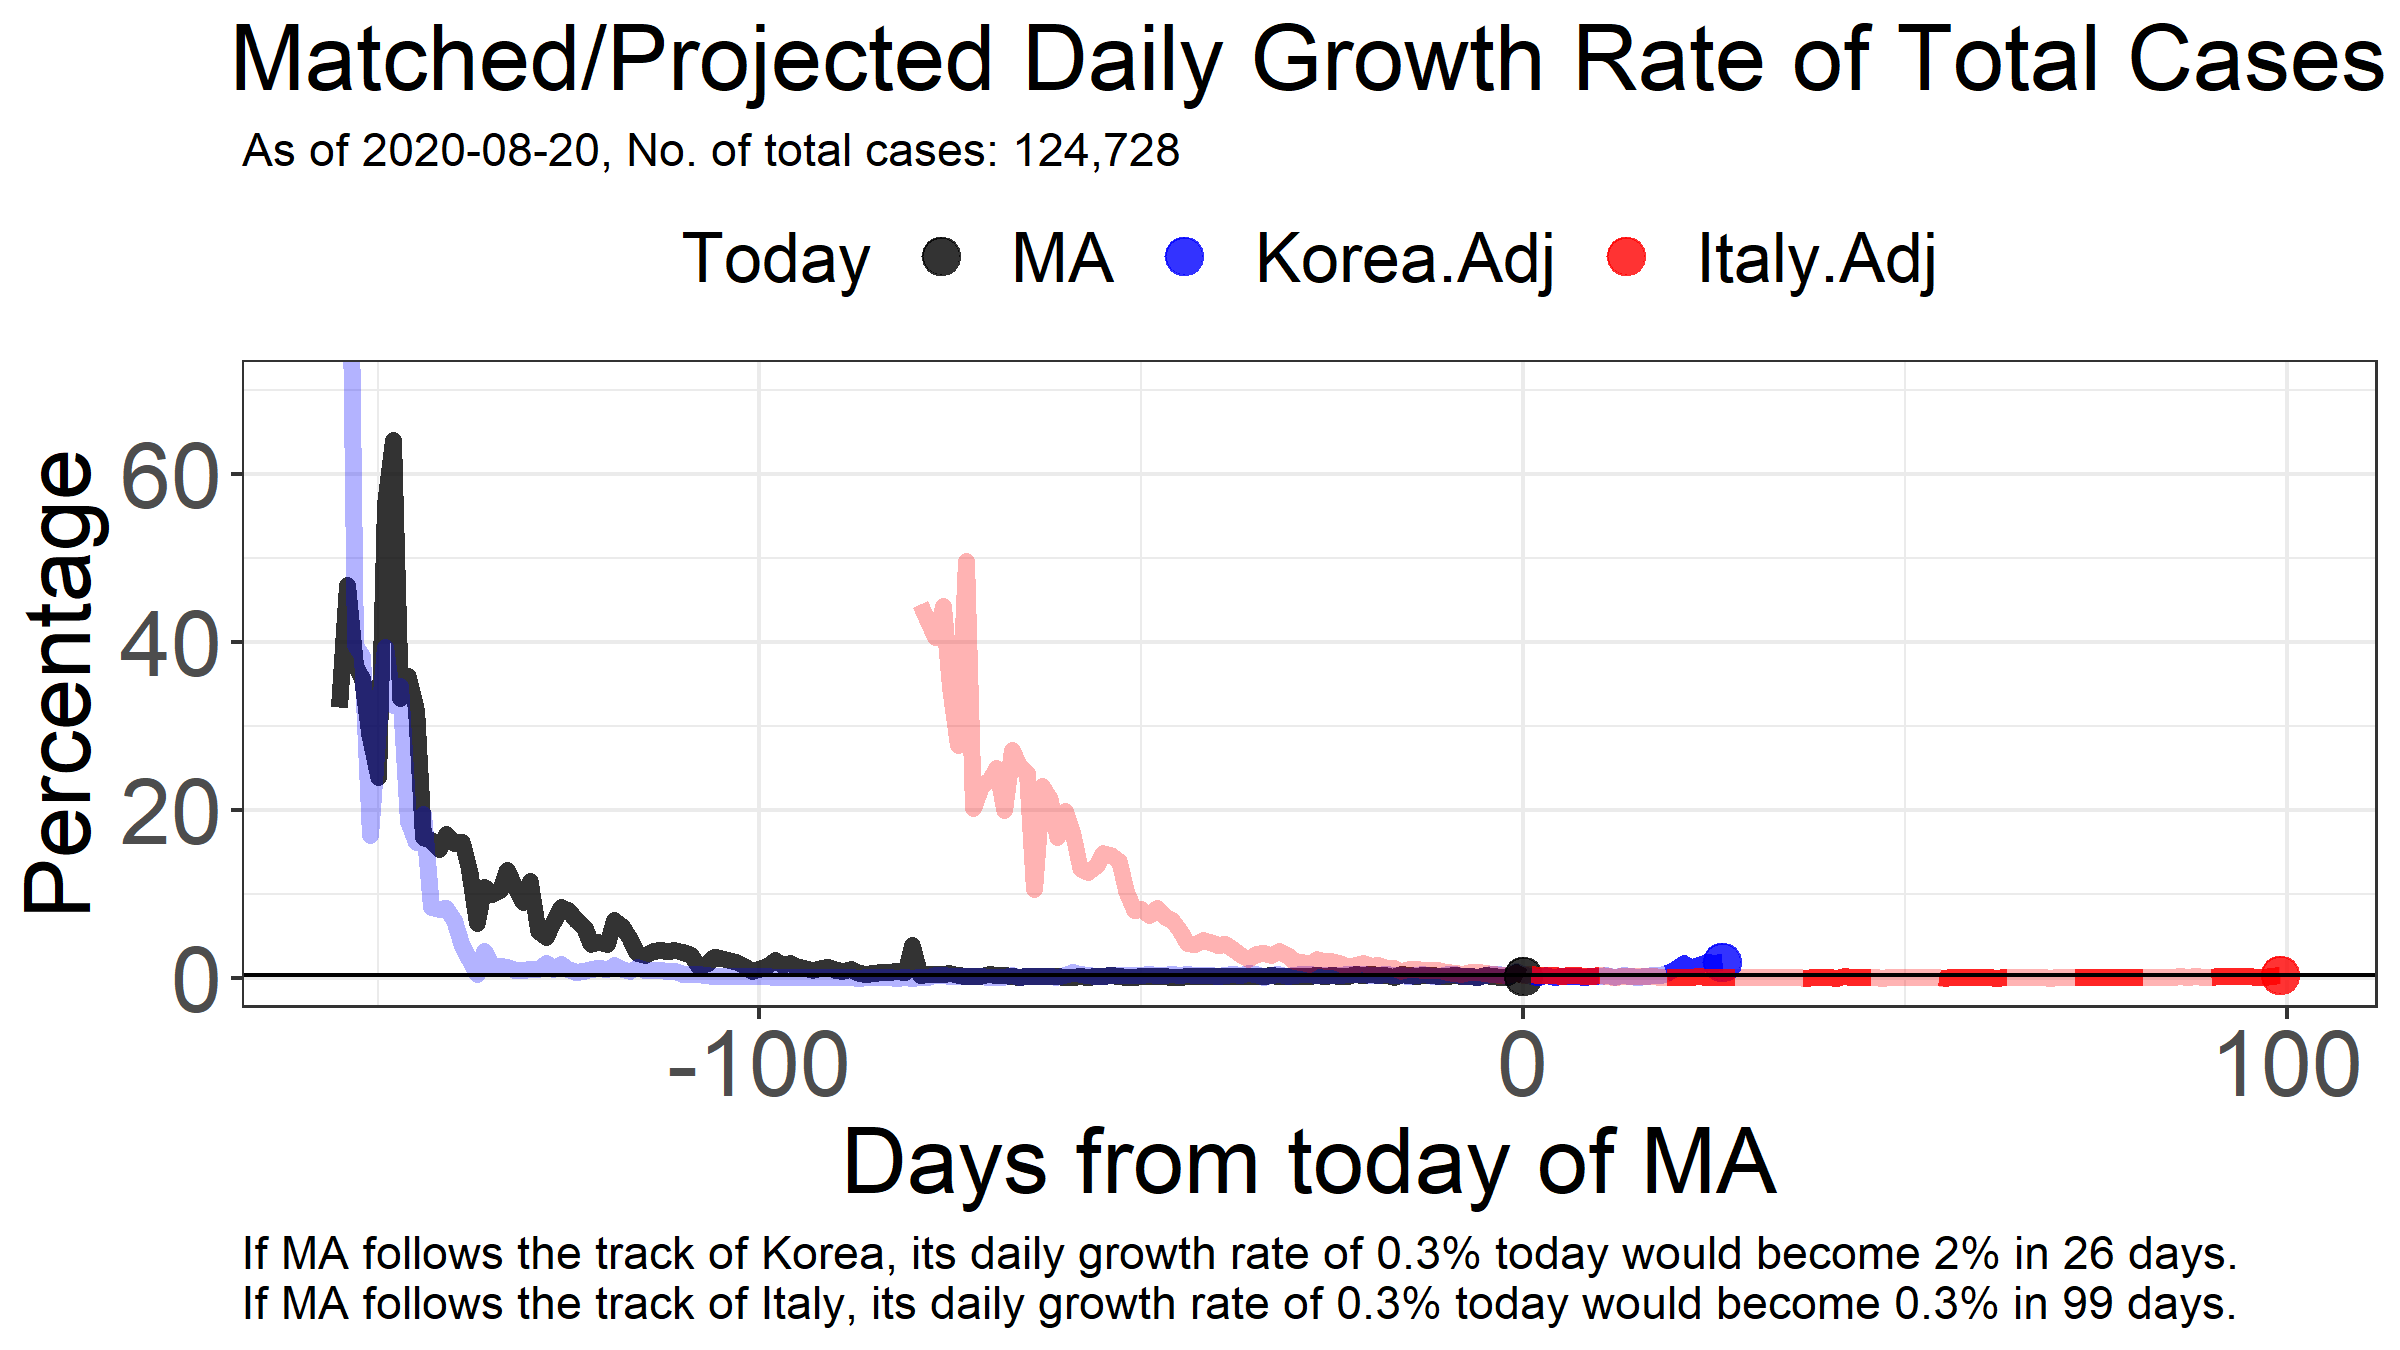 Matched/Projected Daily Growth Rate of Total Cases
As of 2020-08-20, No. of total cases: 124,728
Today MA Korea.Adj Italy.Adj
Percentage
60
40
20
0
-100 0 100
Days from today of MA
If MA follows the track of Korea, its daily growth rate of 0.3% today would become 2% in 26 days.
If MA follows the track of Italy, its daily growth rate of 0.3% today would become 0.3% in 99 days.